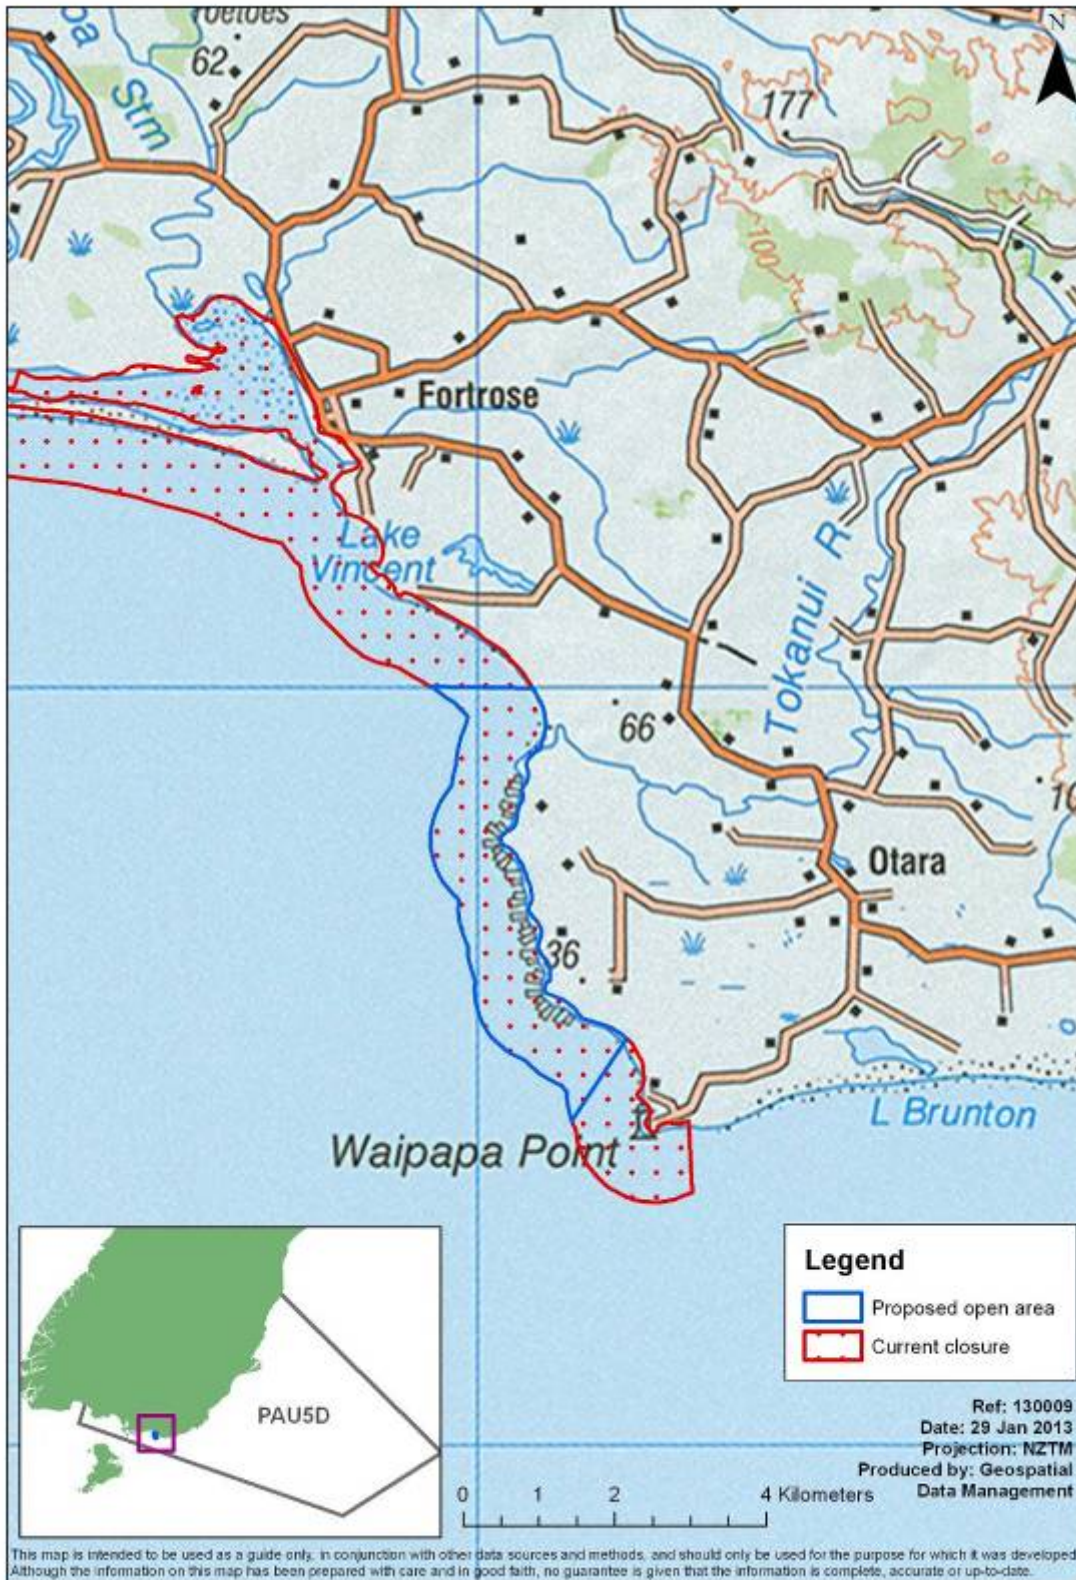 N
62
Stm
177
100
Fortrose
Lake
Vincent
Tokanui R
66
Otara
36
L Brunton
Waipapa Point
Legend
Proposed open area
Current closure
PAU5D
Ref: 130009
Date: 29 Jan 2013
Projection: NZTM
Produced by: Geospatial
Data Management
0 1 2 4 Kilometers
This map is intended to be used as a guide only, in conjunction with other data sources and methods, and should only be used for the purpose for which it was developed
Although the information on this map has been prepared with care and in good faith, no guarantee is given that the information is complete, accurate or up-to-date.